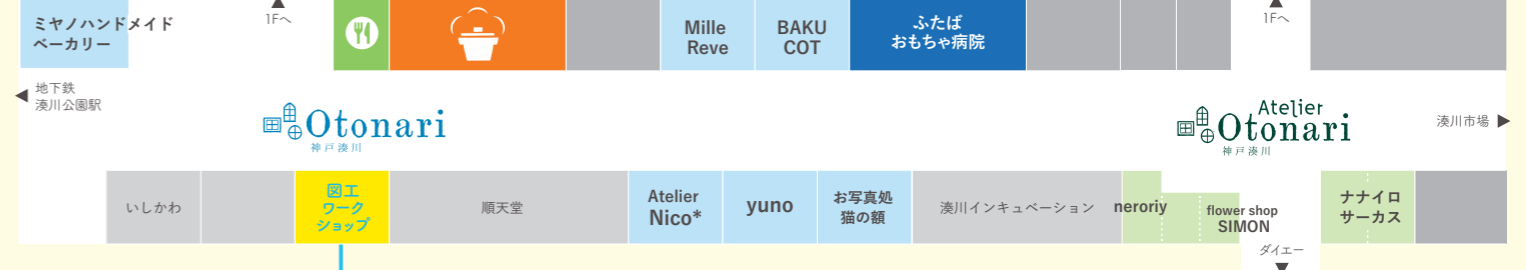 ミヤノハンドメイド
ベーカリー
1Fへ
Mille
Reve
BAKU
COT
ふたば
おもちゃ病院
1Fへ
地下鉄
湊川公園駅
Otonari
神戸湊川
Atelier
Otonari
神戸湊川
湊川市場
いしかわ
図工
ワーク
ショップ
順天堂
Atelier
Nico*
yuno
お写真処
猫の額
湊川インキュベーション
neroriy
flower shop
SIMON
ナナイロ
サーカス
ダイエー